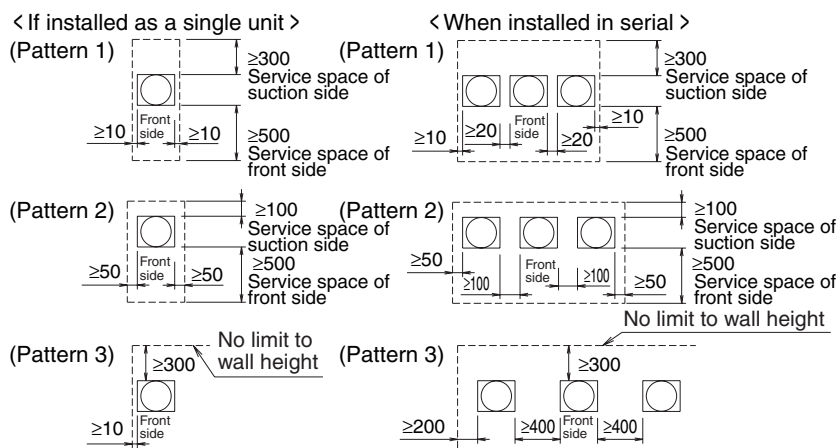 < If installed as a single unit >
(Pattern 1)
≥300
Service space of
suction side
Front
side
≥10
≥10
≥500
Service space of
front side
(Pattern 2)
≥100
Service space of
suction side
Front
side
≥50
≥50
≥500
Service space of
front side
(Pattern 3)
No limit to
wall height
≥300
Front
side
≥10
< When installed in serial >
(Pattern 1)
≥300
Service space of
suction side
≥10
≥20
Front
side
≥20
≥10
≥500
Service space of
front side
(Pattern 2)
≥100
Service space of
suction side
≥50
≥100
Front
side
≥100
≥50
≥500
Service space of
front side
No limit to wall height
(Pattern 3)
≥300
≥200
≥400
Front
side
≥400